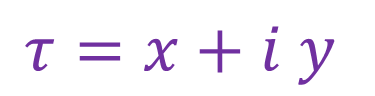 τ = x + i y